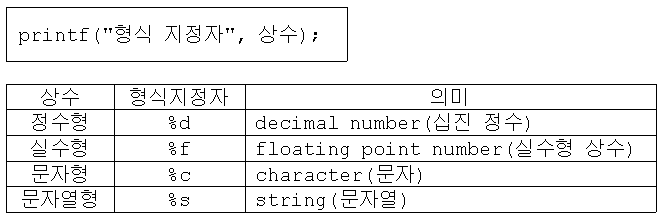 printf("형식 지정자", 상수);
상수 형식지정자 의미
정수형 %d decimal number(십진 정수)
실수형 %f floating point number(실수형 상수)
문자형 %c character(문자)
문자열형 %s string(문자열)